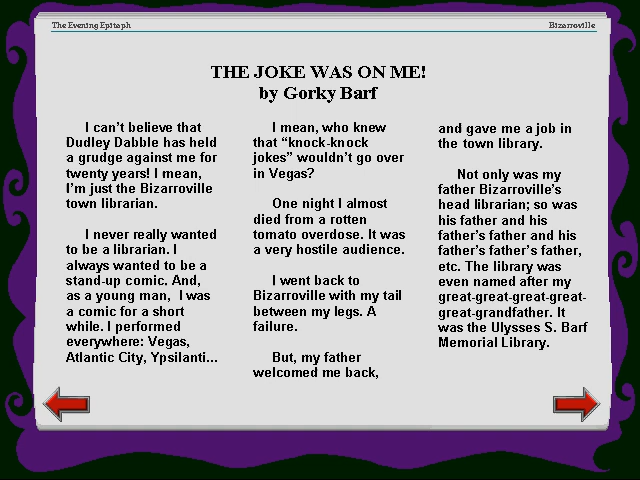 The Evening Epitaph
Bizarroville
THE JOKE WAS ON ME!
by Gorky Barf
I can't believe that
Dudley Dabble has held
a grudge against me for
twenty years! I mean,
I'm just the Bizarroville
town librarian.
I never really wanted
to be a librarian. I
always wanted to be a
stand-up comic. And,
as a young man,  I was
a comic for a short
while. I performed
everywhere: Vegas,
Atlantic City, Ypsilanti...
I mean, who knew
that “knock-knock
jokes” wouldn't go over
in Vegas?
One night I almost
died from a rotten
tomato overdose. It was
a very hostile audience.
I went back to
Bizarroville with my tail
between my legs. A
failure.
But, my father
welcomed me back,
and gave me a job in
the town library.
Not only was my
father Bizarroville's
head librarian; so was
his father and his
father's father and his
father's father's father,
etc. The library was
even named after my
great-great-great-great-
great-grandfather. It
was the Ulysses S. Barf
Memorial Library.